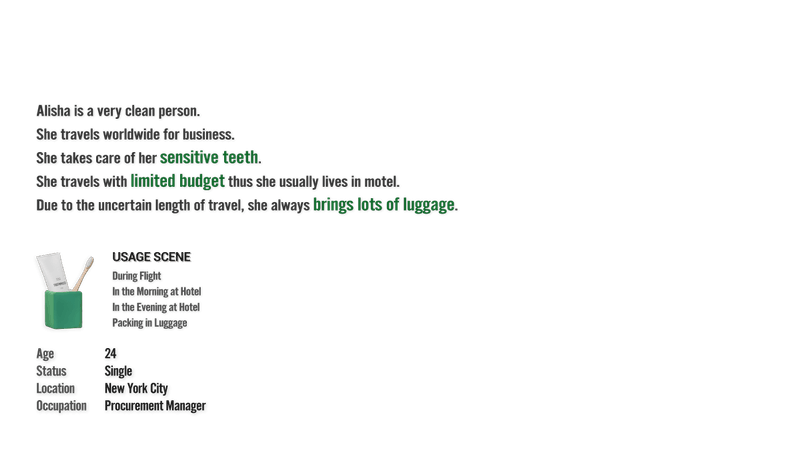 Alisha is a very clean person.
She travels worldwide for business.
She takes care of her sensitive teeth.
She travels with limited budget thus she usually lives in motel.
Due to the uncertain length of travel, she always brings lots of luggage.
USAGE SCENE
During Flight
In the Morning at Hotel
In the Evening at Hotel
Packing in Luggage
Age 24
Status Single
Location New York City
Occupation Procurement Manager